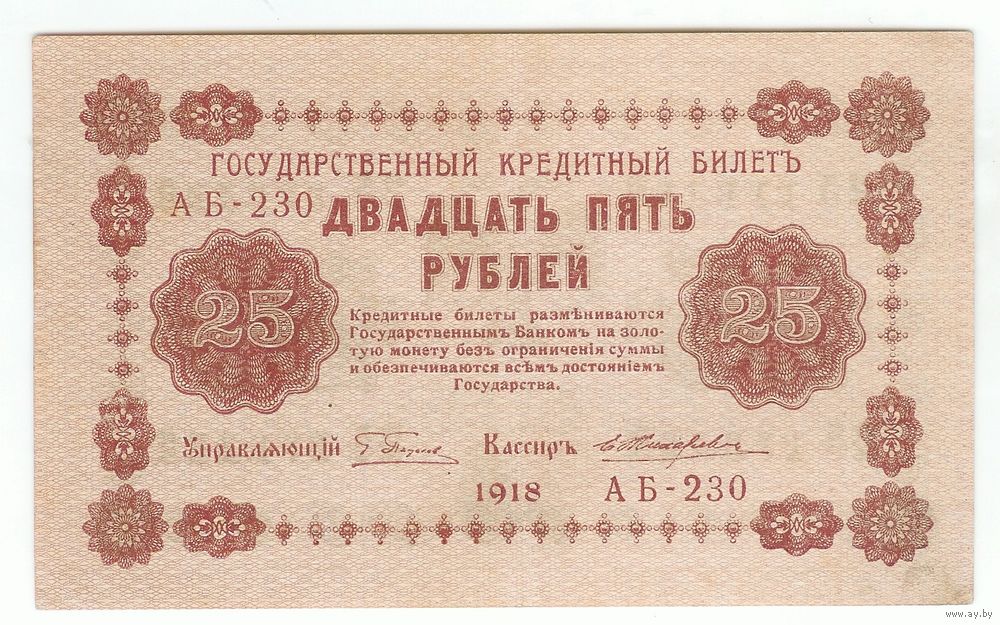 ГОСУДАРСТВЕННЫЙ КРЕДИТНЫЙ БИЛЕТЪ
АБ-230 ДВАДЦАТЬ ПЯТЬ
РУБЛЕЙ
25 25
Кредитные билеты размѣниваются
Государственнымъ Банкомъ на золо-
тую монету безъ ограниченія суммы
и обезпечиваются всѣмъ достояніемъ
Государства.
Управляющій Кассиръ
1918 АБ-230
www.ay.by